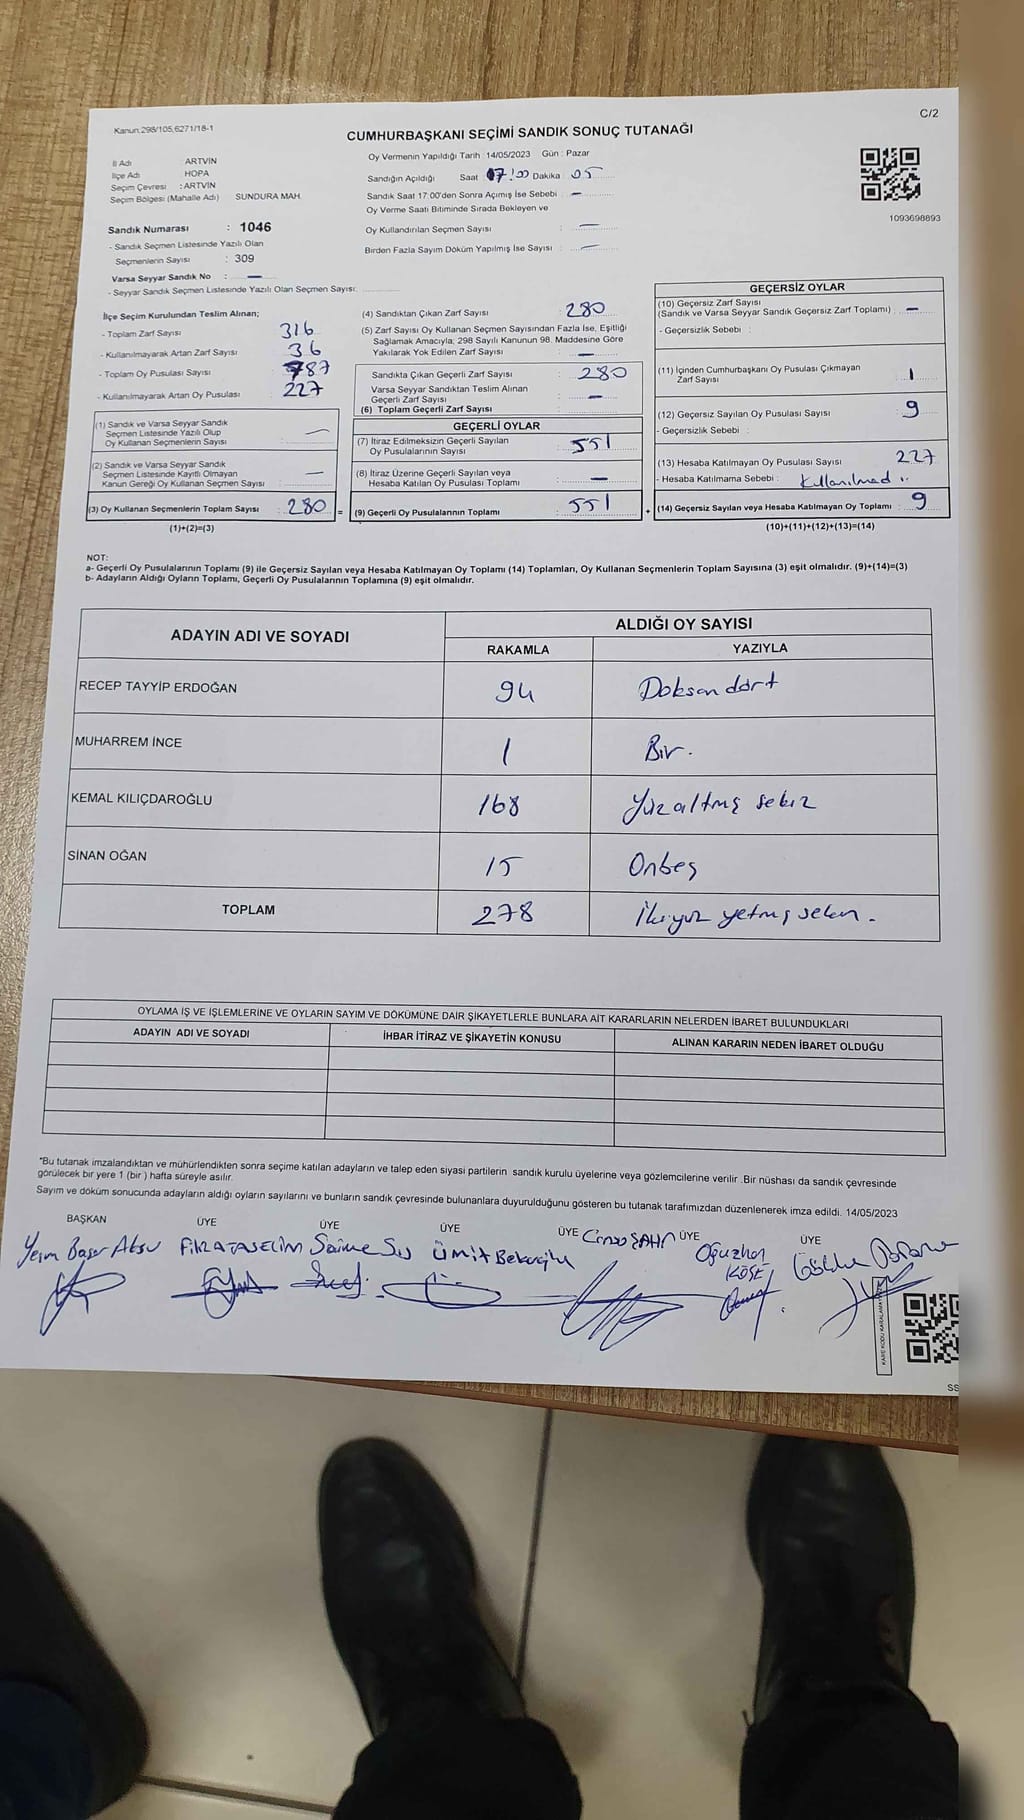 Kanun:298/105,6271/18-1
C/2
CUMHURBAŞKANI SEÇİMİ SANDIK SONUÇ TUTANAĞI
İl Adı ARTVİN
İlçe Adı HOPA
Seçim Çevresi : ARTVİN
Seçim Bölgesi (Mahalle Adı) SUNDURA MAH.
Sandık Numarası : 1046
- Sandık Seçmen Listesinde Yazılı Olan
Seçmenlerin Sayısı : 309
Varsa Seyyar Sandık No : —
- Seyyar Sandık Seçmen Listesinde Yazılı Olan Seçmen Sayısı:
Oy Vermenin Yapıldığı Tarih : 14/05/2023 Gün : Pazar
Sandığın Açıldığı Saat 17:00 Dakika : 05
Sandık Saat 17:00'den Sonra Açımış İse Sebebi : —
Oy Verme Saati Bitiminde Sırada Bekleyen ve
Oy Kullandırılan Seçmen Sayısı : —
Birden Fazla Sayım Döküm Yapılmış İse Sayısı : —
1093698893
İlçe Seçim Kurulundan Teslim Alınan;
- Toplam Zarf Sayısı 316
- Kullanılmayarak Artan Zarf Sayısı 36
- Toplam Oy Pusulası Sayısı 787
- Kullanılmayarak Artan Oy Pusulası 227
(1) Sandık ve Varsa Seyyar Sandık
Seçmen Listesinde Yazılı Olup
Oy Kullanan Seçmenlerin Sayısı : —
(2) Sandık ve Varsa Seyyar Sandık
Seçmen Listesinde Kayıtlı Olmayan
Kanun Gereği Oy Kullanan Seçmen Sayısı : —
(3) Oy Kullanan Seçmenlerin Toplam Sayısı : 280 =
(1)+(2)=(3)
(4) Sandıktan Çıkan Zarf Sayısı : 280
(5) Zarf Sayısı Oy Kullanan Seçmen Sayısından Fazla İse, Eşitliği
Sağlamak Amacıyla, 298 Sayılı Kanunun 98. Maddesine Göre
Yakılarak Yok Edilen Zarf Sayısı : —
Sandıkta Çıkan Geçerli Zarf Sayısı : 280
Varsa Seyyar Sandıktan Teslim Alınan
Geçerli Zarf Sayısı : —
(6) Toplam Geçerli Zarf Sayısı :
GEÇERLİ OYLAR
(7) İtiraz Edilmeksizin Geçerli Sayılan
Oy Pusulalarının Sayısı : 551
(8) İtiraz Üzerine Geçerli Sayılan veya
Hesaba Katılan Oy Pusulası Toplamı : —
(9) Geçerli Oy Pusulalarının Toplamı : 551 +
GEÇERSİZ OYLAR
(10) Geçersiz Zarf Sayısı
(Sandık ve Varsa Seyyar Sandık Geçersiz Zarf Toplamı) : —
- Geçersizlik Sebebi :
(11) İçinden Cumhurbaşkanı Oy Pusulası Çıkmayan
Zarf Sayısı : 1
(12) Geçersiz Sayılan Oy Pusulası Sayısı : 9
- Geçersizlik Sebebi :
(13) Hesaba Katılmayan Oy Pusulası Sayısı : 227
- Hesaba Katılmama Sebebi : Kullanılmadı
(14) Geçersiz Sayılan veya Hesaba Katılmayan Oy Toplamı : 9
(10)+(11)+(12)+(13)=(14)
NOT:
a- Geçerli Oy Pusulalarının Toplamı (9) ile Geçersiz Sayılan veya Hesaba Katılmayan Oy Toplamı (14) Toplamları, Oy Kullanan Seçmenlerin Toplam Sayısına (3) eşit olmalıdır. (9)+(14)=(3)
b- Adayların Aldığı Oyların Toplamı, Geçerli Oy Pusulalarının Toplamına (9) eşit olmalıdır.
ADAYIN ADI VE SOYADI ALDIĞI OY SAYISI
RAKAMLA YAZIYLA
RECEP TAYYİP ERDOĞAN 94 Doksan dört
MUHARREM İNCE 1 Bir.
KEMAL KILIÇDAROĞLU 168 Yüzaltmış sekiz
SİNAN OĞAN 15 Onbeş
TOPLAM 278 İkiyüz yetmiş sekiz.
OYLAMA İŞ VE İŞLEMLERİNE VE OYLARIN SAYIM VE DÖKÜMÜNE DAİR ŞİKAYETLERLE BUNLARA AİT KARARLARIN NELERDEN İBARET BULUNDUKLARI
ADAYIN ADI VE SOYADI İHBAR İTİRAZ VE ŞİKAYETİN KONUSU ALINAN KARARIN NEDEN İBARET OLDUĞU
*Bu tutanak imzalandıktan ve mühürlendikten sonra seçime katılan adayların ve talep eden siyasi partilerin sandık kurulu üyelerine veya gözlemcilerine verilir. Bir nüshası da sandık çevresinde
görülecek bir yere 1 (bir) hafta süreyle asılır.
Sayım ve döküm sonucunda adayların aldığı oyların sayılarını ve bunların sandık çevresinde bulunanlara duyurulduğunu gösteren bu tutanak tarafımızdan düzenlenerek imza edildi. 14/05/2023
BAŞKAN ÜYE ÜYE ÜYE ÜYE ÜYE ÜYE
Saime Sus Ümit ŞAHİN Oğuzhan
KÖSE
KARE KODU KARALAMAYINIZ
SS